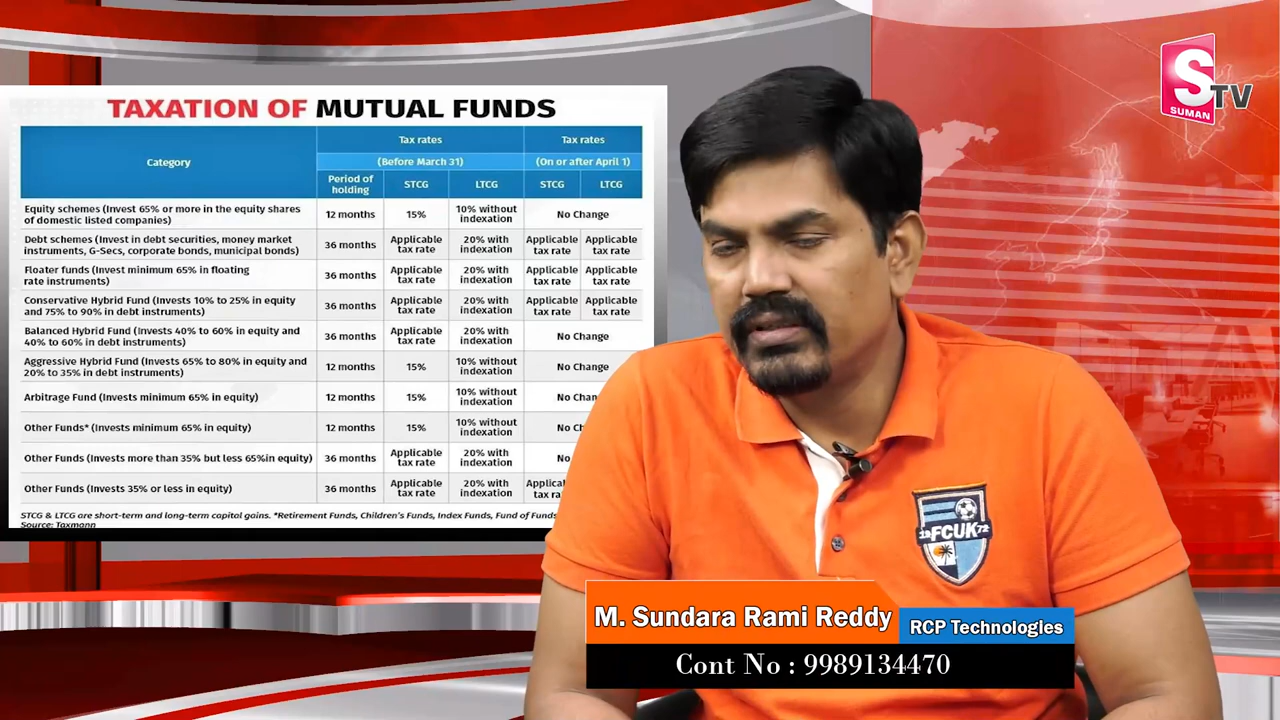 TAXATION OF MUTUAL FUNDS
Category
Tax rates
Tax rates
(Before March 31)
(On or after April 1)
Period of
holding
STCG
LTCG
STCG
LTCG
Equity schemes (Invest 65% or more in the equity shares
of domestic listed companies)
12 months
15%
10% without
indexation
No Change
Debt schemes (Invest in debt securities, money market
instruments, G-Secs, corporate bonds, municipal bonds)
36 months
Applicable
tax rate
20% with
indexation
Applicable
tax rate
Applicable
tax rate
Floater funds (Invest minimum 65% in floating
rate instruments)
36 months
Applicable
tax rate
20% with
indexation
Applicable
tax rate
Applicable
tax rate
Conservative Hybrid Fund (Invests 10% to 25% in equity
and 75% to 90% in debt instruments)
36 months
Applicable
tax rate
20% with
indexation
Applicable
tax rate
Applicable
tax rate
Balanced Hybrid Fund (Invests 40% to 60% in equity and
40% to 60% in debt instruments)
36 months
Applicable
tax rate
20% with
indexation
No Change
Aggressive Hybrid Fund (Invests 65% to 80% in equity and
20% to 35% in debt instruments)
12 months
15%
10% without
indexation
No Change
Arbitrage Fund (Invests minimum 65% in equity)
12 months
15%
10% without
indexation
No
Other Funds* (Invests minimum 65% in equity)
12 months
15%
10% without
indexation
No
Other Funds (Invests more than 35% but less 65%in equity)
36 months
Applicable
tax rate
20% with
indexation
No
Other Funds (Invests 35% or less in equity)
36 months
Applicable
tax rate
20% with
indexation
tax
STCG & LTCG are short-term and long-term capital gains. *Retirement Funds, Children's Funds, Index Funds, Fund of Funds
Source: Taxmann
S TV
SUMAN
19 FCUK 72
M. Sundara Rami Reddy
RCP Technologies
Cont No : 9989134470